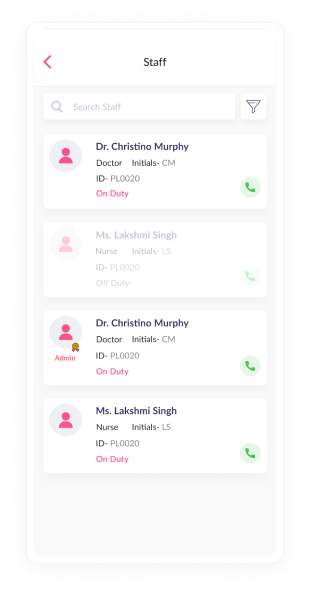 Staff
Search Staff
Dr. Christino Murphy
Doctor Initials- CM
ID- PL0020
On Duty
Ms. Lakshmi Singh
Nurse Initials- LS
ID- PL0020
Off Duty
Dr. Christino Murphy
Doctor Initials- CM
Admin ID- PL0020
On Duty
Ms. Lakshmi Singh
Nurse Initials- LS
ID- PL0020
On Duty